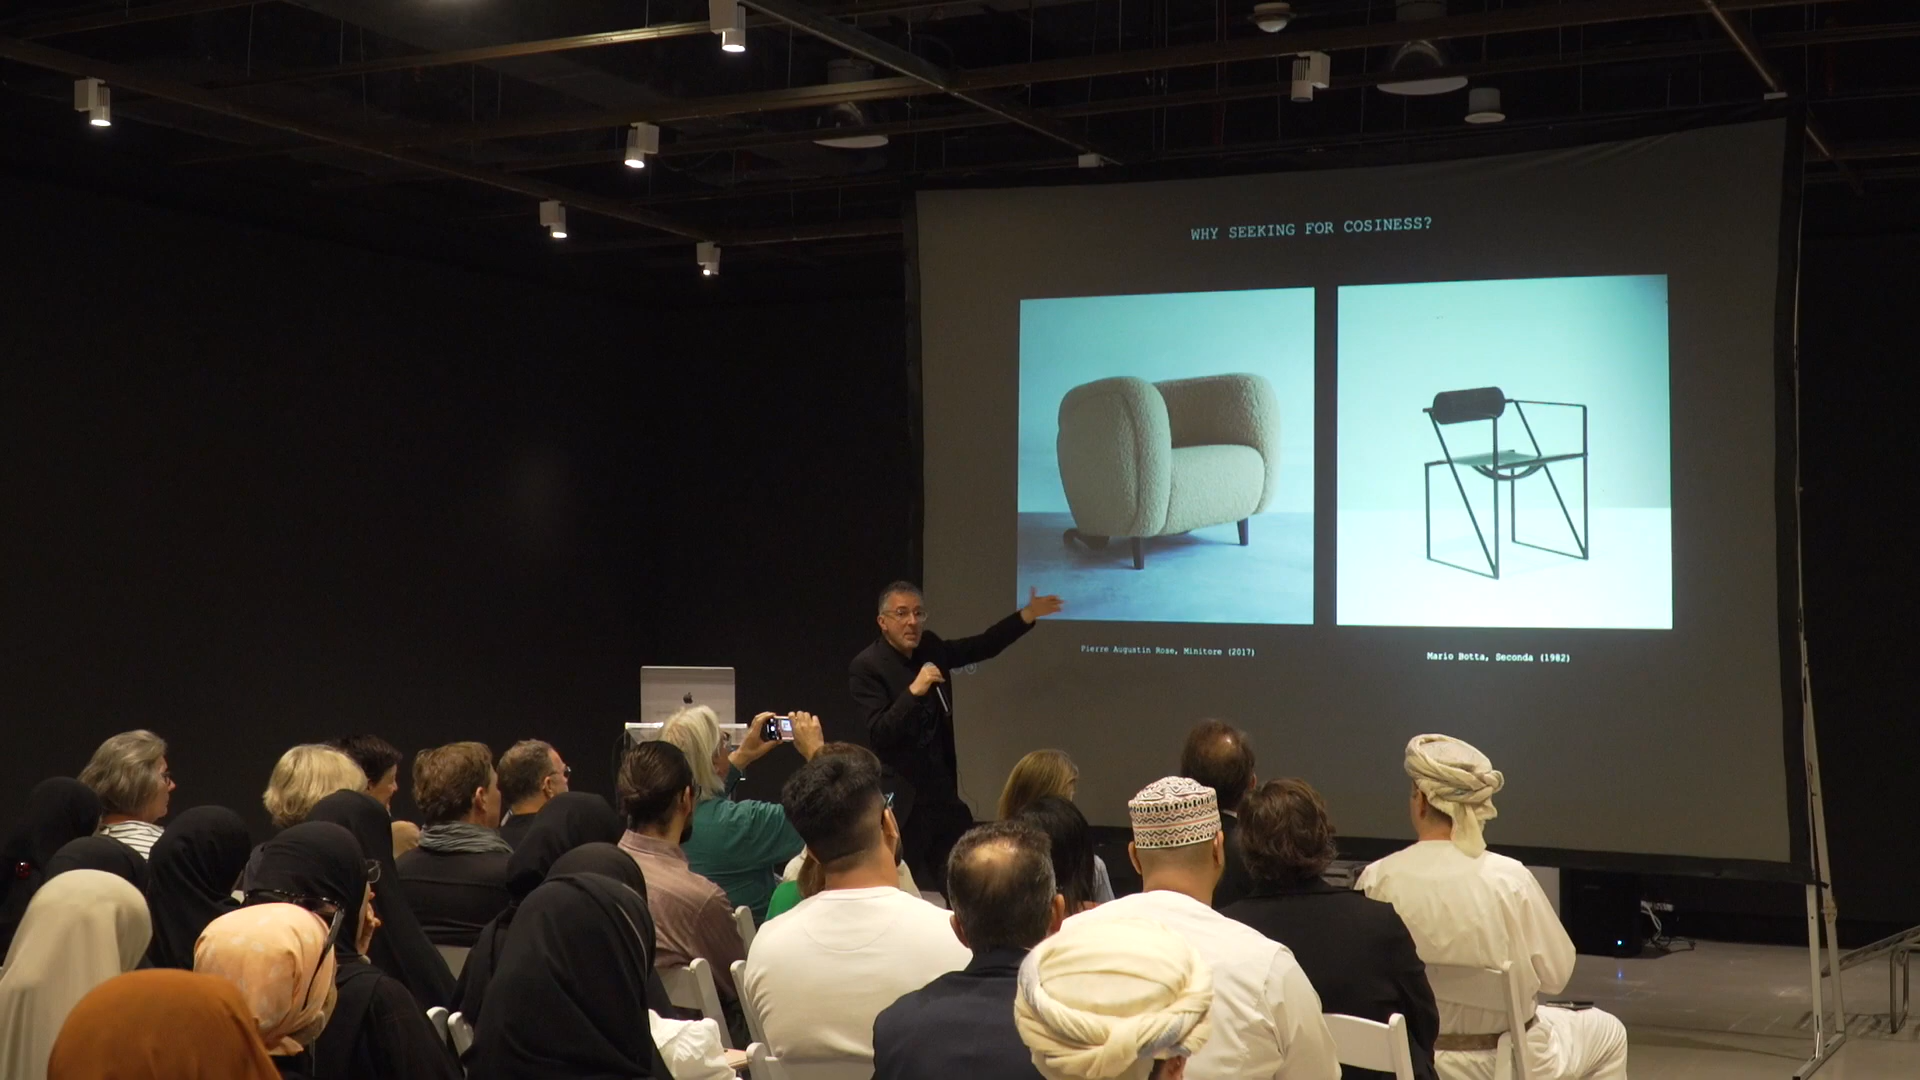 WHY SEEKING FOR COSINESS?
Pierre Augustin Rose, Minitore (2017)
Mario Botta, Seconda (1982)